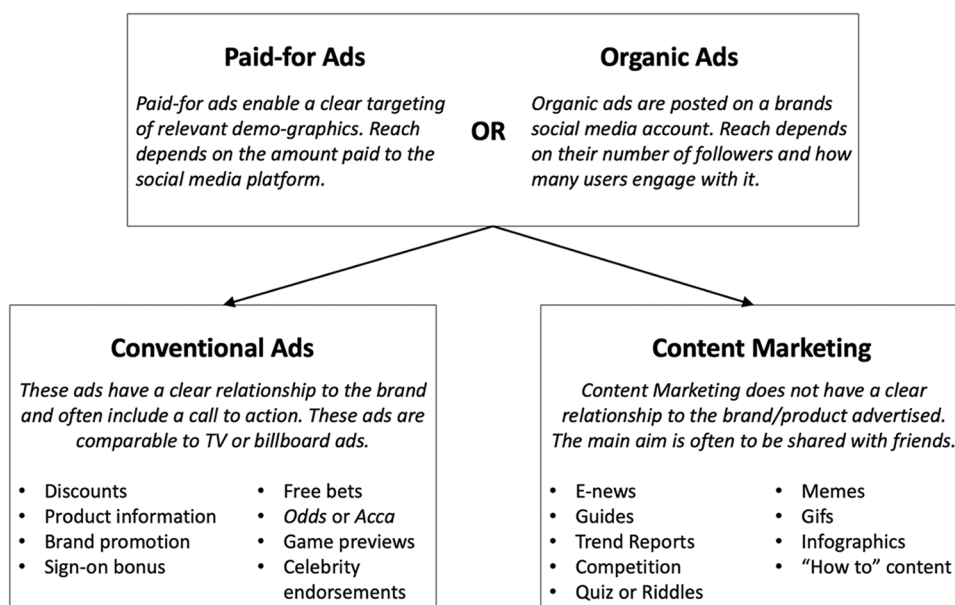 Paid-for Ads
Paid-for ads enable a clear targeting
of relevant demo-graphics. Reach
depends on the amount paid to the
social media platform.
OR
Organic Ads
Organic ads are posted on a brands
social media account. Reach depends
on their number of followers and how
many users engage with it.
Conventional Ads
These ads have a clear relationship to the brand
and often include a call to action. These ads are
comparable to TV or billboard ads.
• Discounts
• Product information
• Brand promotion
• Sign-on bonus
• Free bets
• Odds or Acca
• Game previews
• Celebrity
endorsements
Content Marketing
Content Marketing does not have a clear
relationship to the brand/product advertised.
The main aim is often to be shared with friends.
• E-news
• Guides
• Trend Reports
• Competition
• Quiz or Riddles
• Memes
• Gifs
• Infographics
• “How to” content